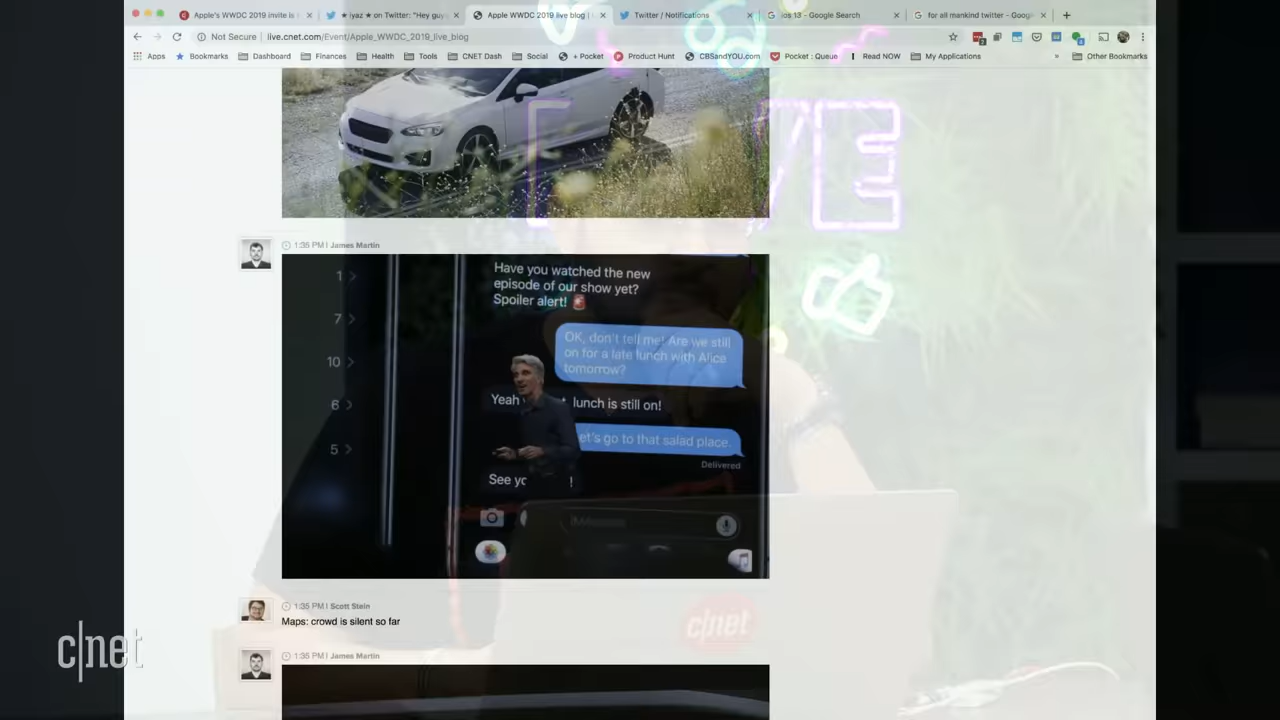 Apple's WWDC 2019 invite is
★ iyaz ★ on Twitter: "Hey guy
Apple WWDC 2019 live blog |
Twitter / Notifications
ios 13 - Google Search
for all mankind twitter - Goog
Not Secure | live.cnet.com/Event/Apple_WWDC_2019_live_blog
Apps Bookmarks Dashboard Finances Health Tools CNET Dash Social + Pocket Product Hunt CBSandYOU.com Pocket : Queue Read NOW My Applications » Other Bookmarks
1:35 PM | James Martin
Have you watched the new
episode of our show yet?
Spoiler alert!
OK, don't tell me! Are we still
on for a late lunch with Alice
tomorrow?
Yeah lunch is still on!
et's go to that salad place.
Delivered
See yo !
1 >
7 >
10 >
6 >
5 >
1:35 PM | Scott Stein
Maps: crowd is silent so far
1:35 PM | James Martin
c|net
c|net